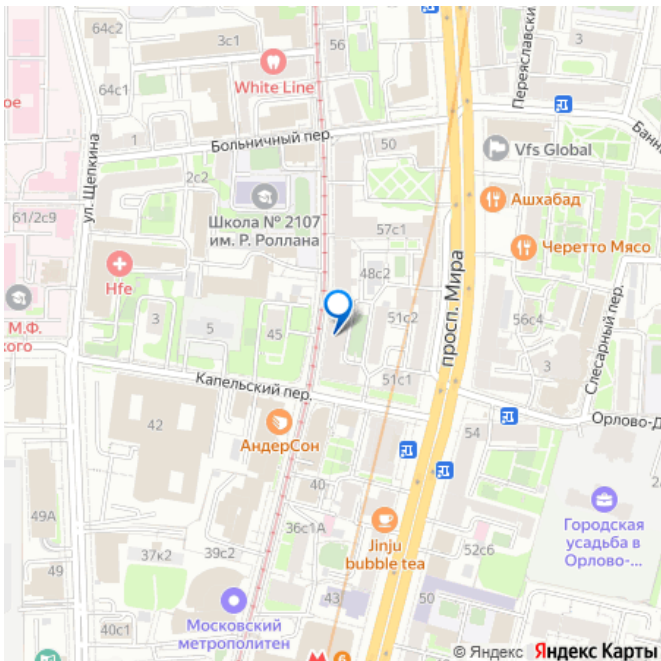 64с2
3с1
56
White Line
64с1
ое
Переяславский
Больничный пер.
1
50
Банн
ул. Щепкина
2с2
Vfs Global
Школа № 2107
им. Р. Роллана
Ашхабад
61/2с9
57с1
Черетто Мясо
Hfe
48с2
М.Ф.
кого
3
5
45
51с2
просп. Мира
56с4
3
Слесарный пер.
Капельский пер.
51с1
Орлово-Д
42
АндерСон
54
40
Городская
усадьба в
Орлово-...
49А
36с1А
Jinju
bubble tea
37к2
39с2
52с6
49
43
50
Московский
метрополитен
40с1
6
© Яндекс Яндекс Карты